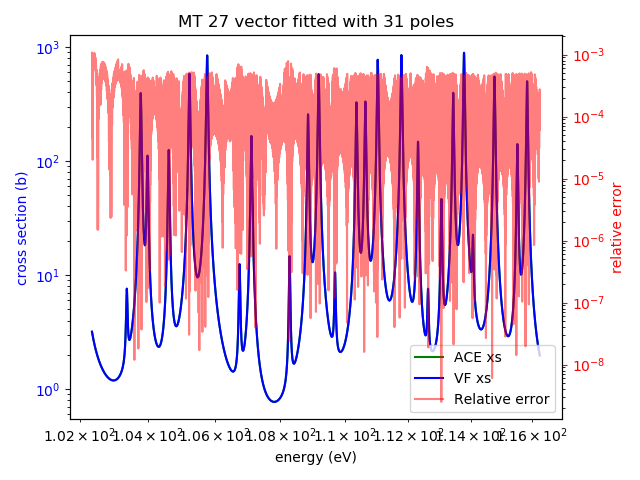 MT 27 vector fitted with 31 poles
cross section (b)
10³
10²
10¹
10⁰
10⁻³
10⁻⁴
10⁻⁵
10⁻⁶
10⁻⁷
10⁻⁸
relative error
ACE xs
VF xs
Relative error
1.02 × 10² 1.04 × 10² 1.06 × 10² 1.08 × 10² 1.1 × 10² 1.12 × 10² 1.14 × 10² 1.16 × 10²
energy (eV)